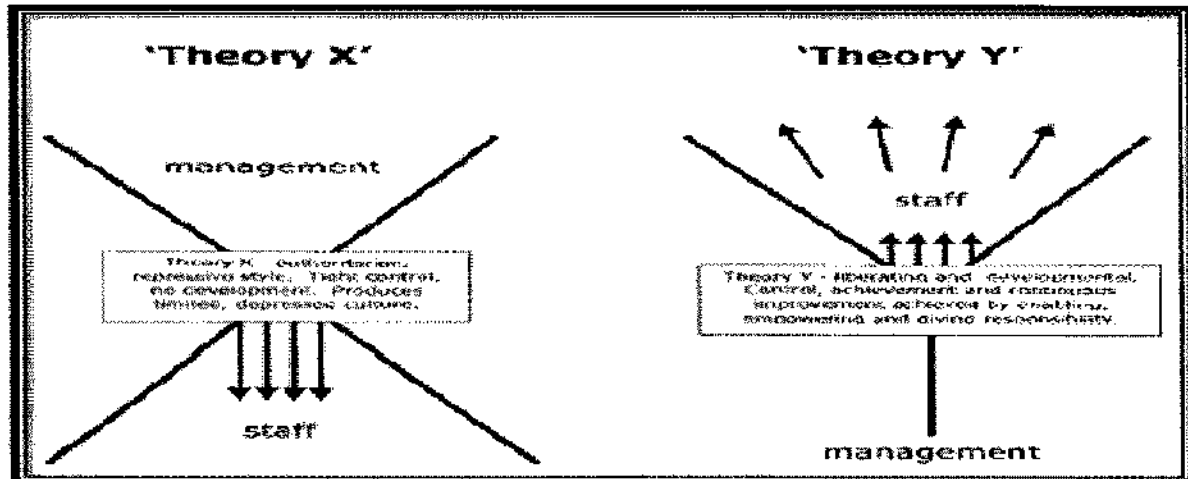 'Theory X'
management
Theory X - authoritarian,
repressive style. Tight control,
no development. Produces
limited, depressed culture.
staff
'Theory Y'
staff
Theory Y - liberating and developmental.
Control, achievement and continuous
improvement achieved by enabling,
empowering and giving responsibility.
management